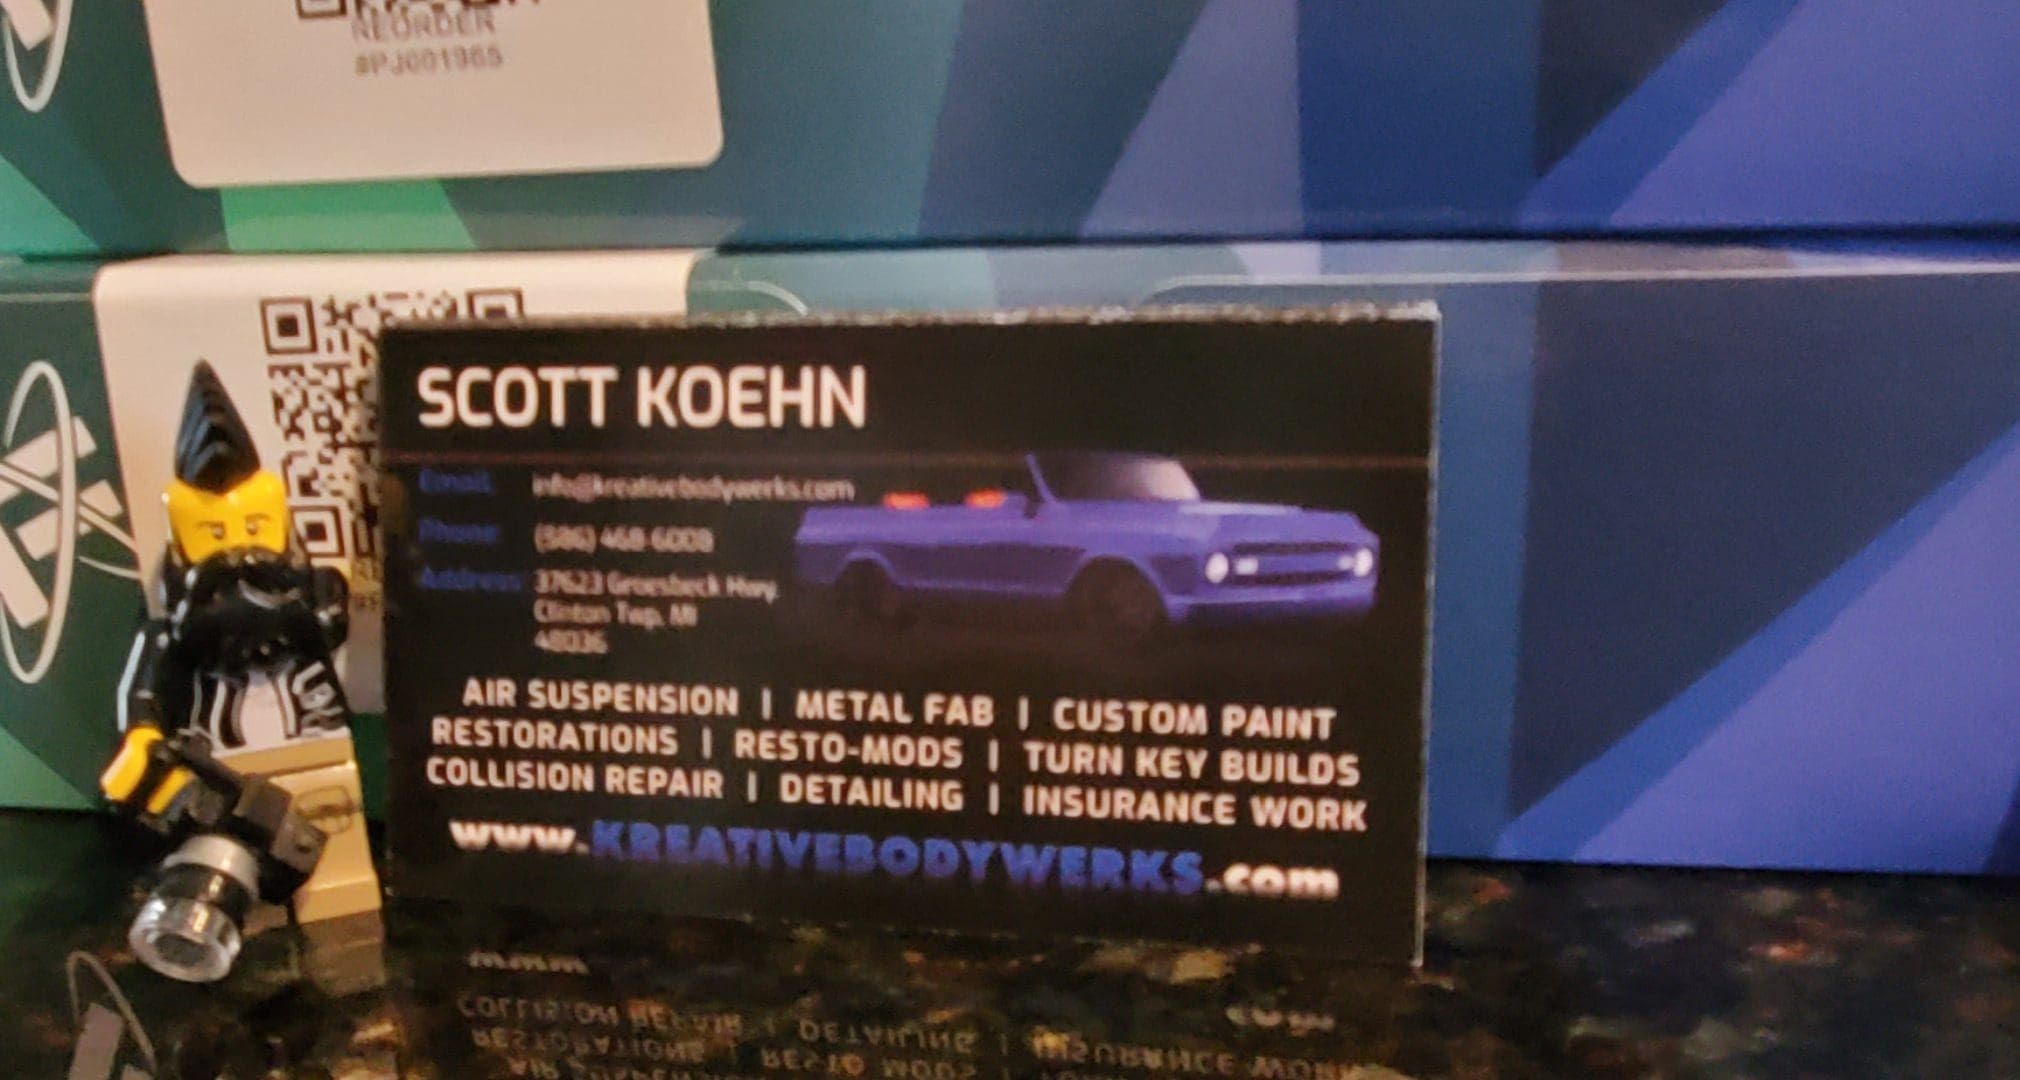 REORDER
#PJ001965
SCOTT KOEHN
Email: info@kreativebodywerks.com
Phone: (586) 468-6008
Address: 37623 Groesbeck Hwy.
Clinton Twp, MI
48036
AIR SUSPENSION | METAL FAB | CUSTOM PAINT
RESTORATIONS | RESTO-MODS | TURN KEY BUILDS
COLLISION REPAIR | DETAILING | INSURANCE WORK
www.KREATIVEBODYWERKS.com